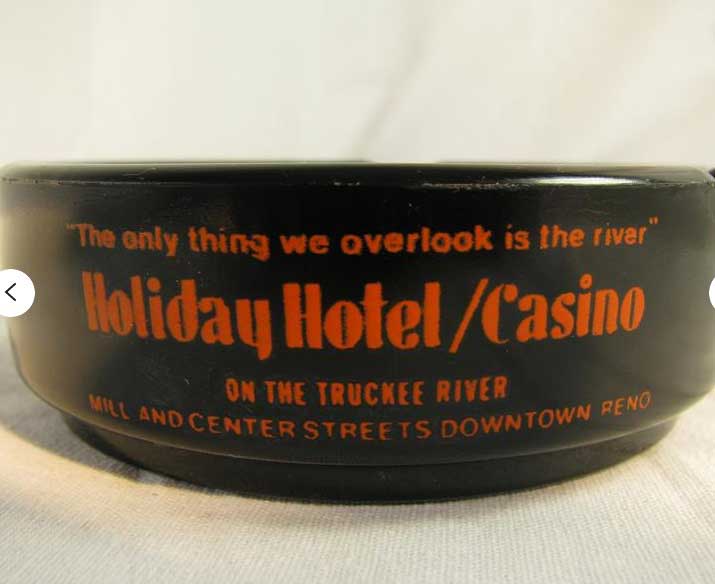 "The only thing we overlook is the river"
Holiday Hotel/Casino
ON THE TRUCKEE RIVER
MILL AND CENTER STREETS DOWNTOWN RENO